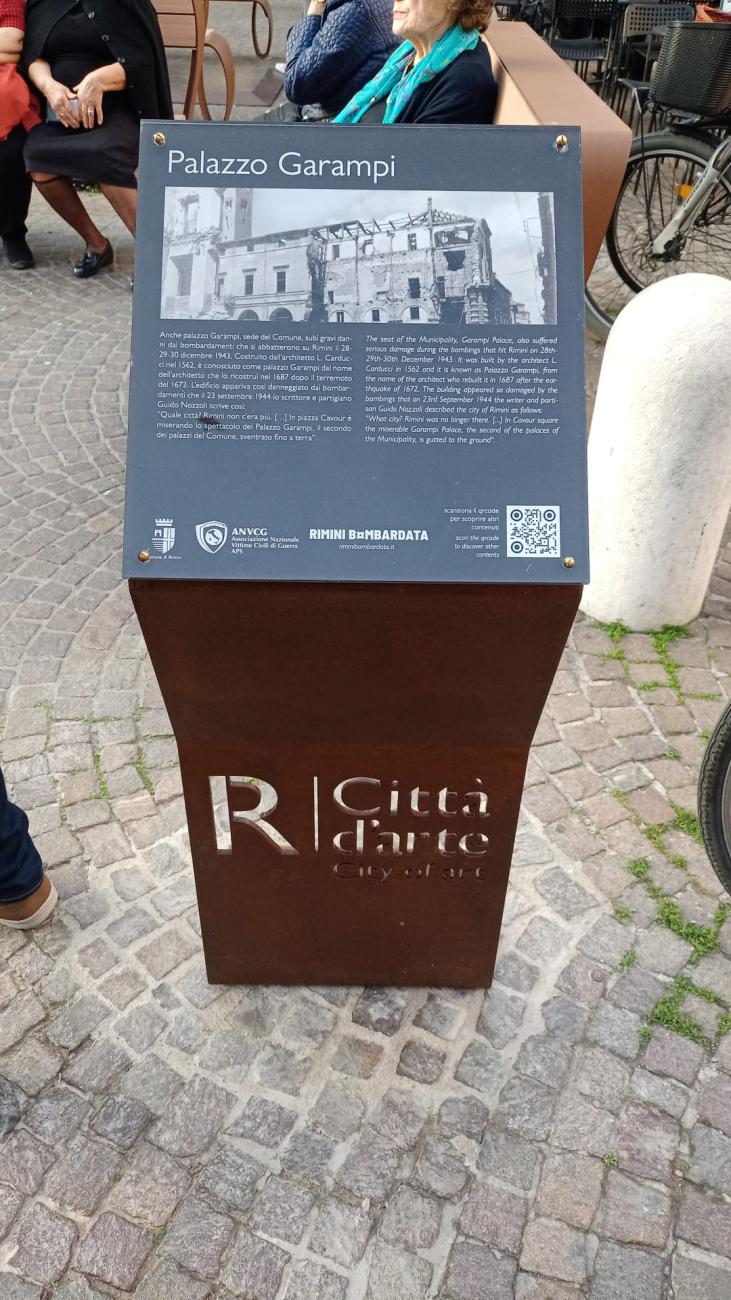 Palazzo Garampi
Anche palazzo Garampi, sede del Comune, subì gravi dan-
ni dai bombardamenti che si abbatterono su Rimini il 28-
29-30 dicembre 1943. Costruito dall'architetto L. Carduc-
ci nel 1562, è conosciuto come palazzo Garampi dal nome
dell'architetto che lo ricostruì nel 1687 dopo il terremoto
del 1672. L'edificio appariva così danneggiato dai bombar-
damenti che il 23 settembre 1944 lo scrittore e partigiano
Guido Nozzoli scrive così:
"Quale città? Rimini non c'era più. [...] In piazza Cavour è
miserando lo spettacolo del Palazzo Garampi, il secondo
dei palazzi del Comune, sventrato fino a terra".
The seat of the Municipality, Garampi Palace, also suffered
serious damage during the bombings that hit Rimini on 28th-
29th-30th December 1943. It was built by the architect L.
Carducci in 1562 and it is known as Palazzo Garampi, from
the name of the architect who rebuilt it in 1687 after the ear-
thquake of 1672. The building appeared so damaged by the
bombings that on 23rd September 1944 the writer and parti-
san Guido Nozzoli described the city of Rimini as follows:
"What city? Rimini was no longer there. [...] In Cavour square
the miserable Garampi Palace, the second of the palaces of
the Municipality, is gutted to the ground".
di Rimini
ANVCG
Associazione Nazionale
Vittime Civili di Guerra
APS
RIMINI BOMBARDATA
riminibombardata.it
scansiona il qrcode
per scoprire altri
contenuti
scan the qrcode
to discover other
contents
R Città
d'arte
City of art